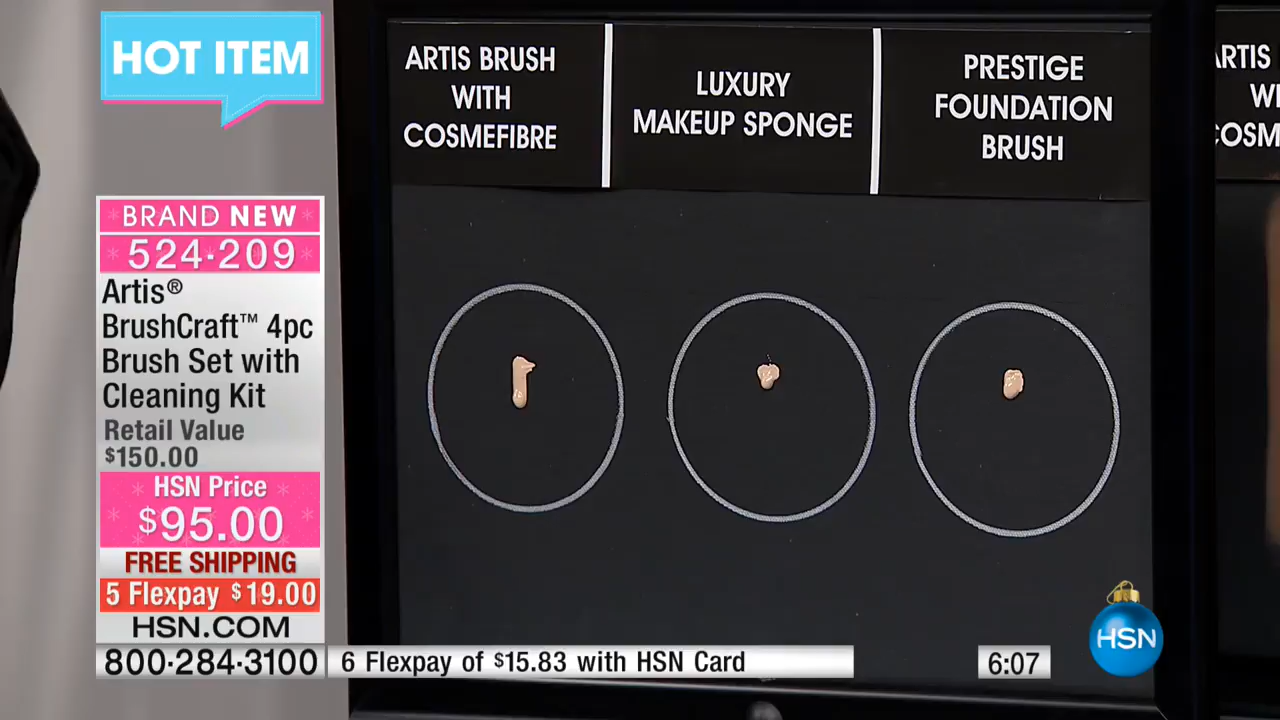 HOT ITEM
BRAND NEW
524·209
Artis®
BrushCraft™ 4pc
Brush Set with
Cleaning Kit
Retail Value
$150.00
HSN Price
$95.00
FREE SHIPPING
5 Flexpay $19.00
HSN.COM
800·284·3100
6 Flexpay of $15.83 with HSN Card
6:07
HSN
ARTIS BRUSH
WITH
COSMEFIBRE
LUXURY
MAKEUP SPONGE
PRESTIGE
FOUNDATION
BRUSH